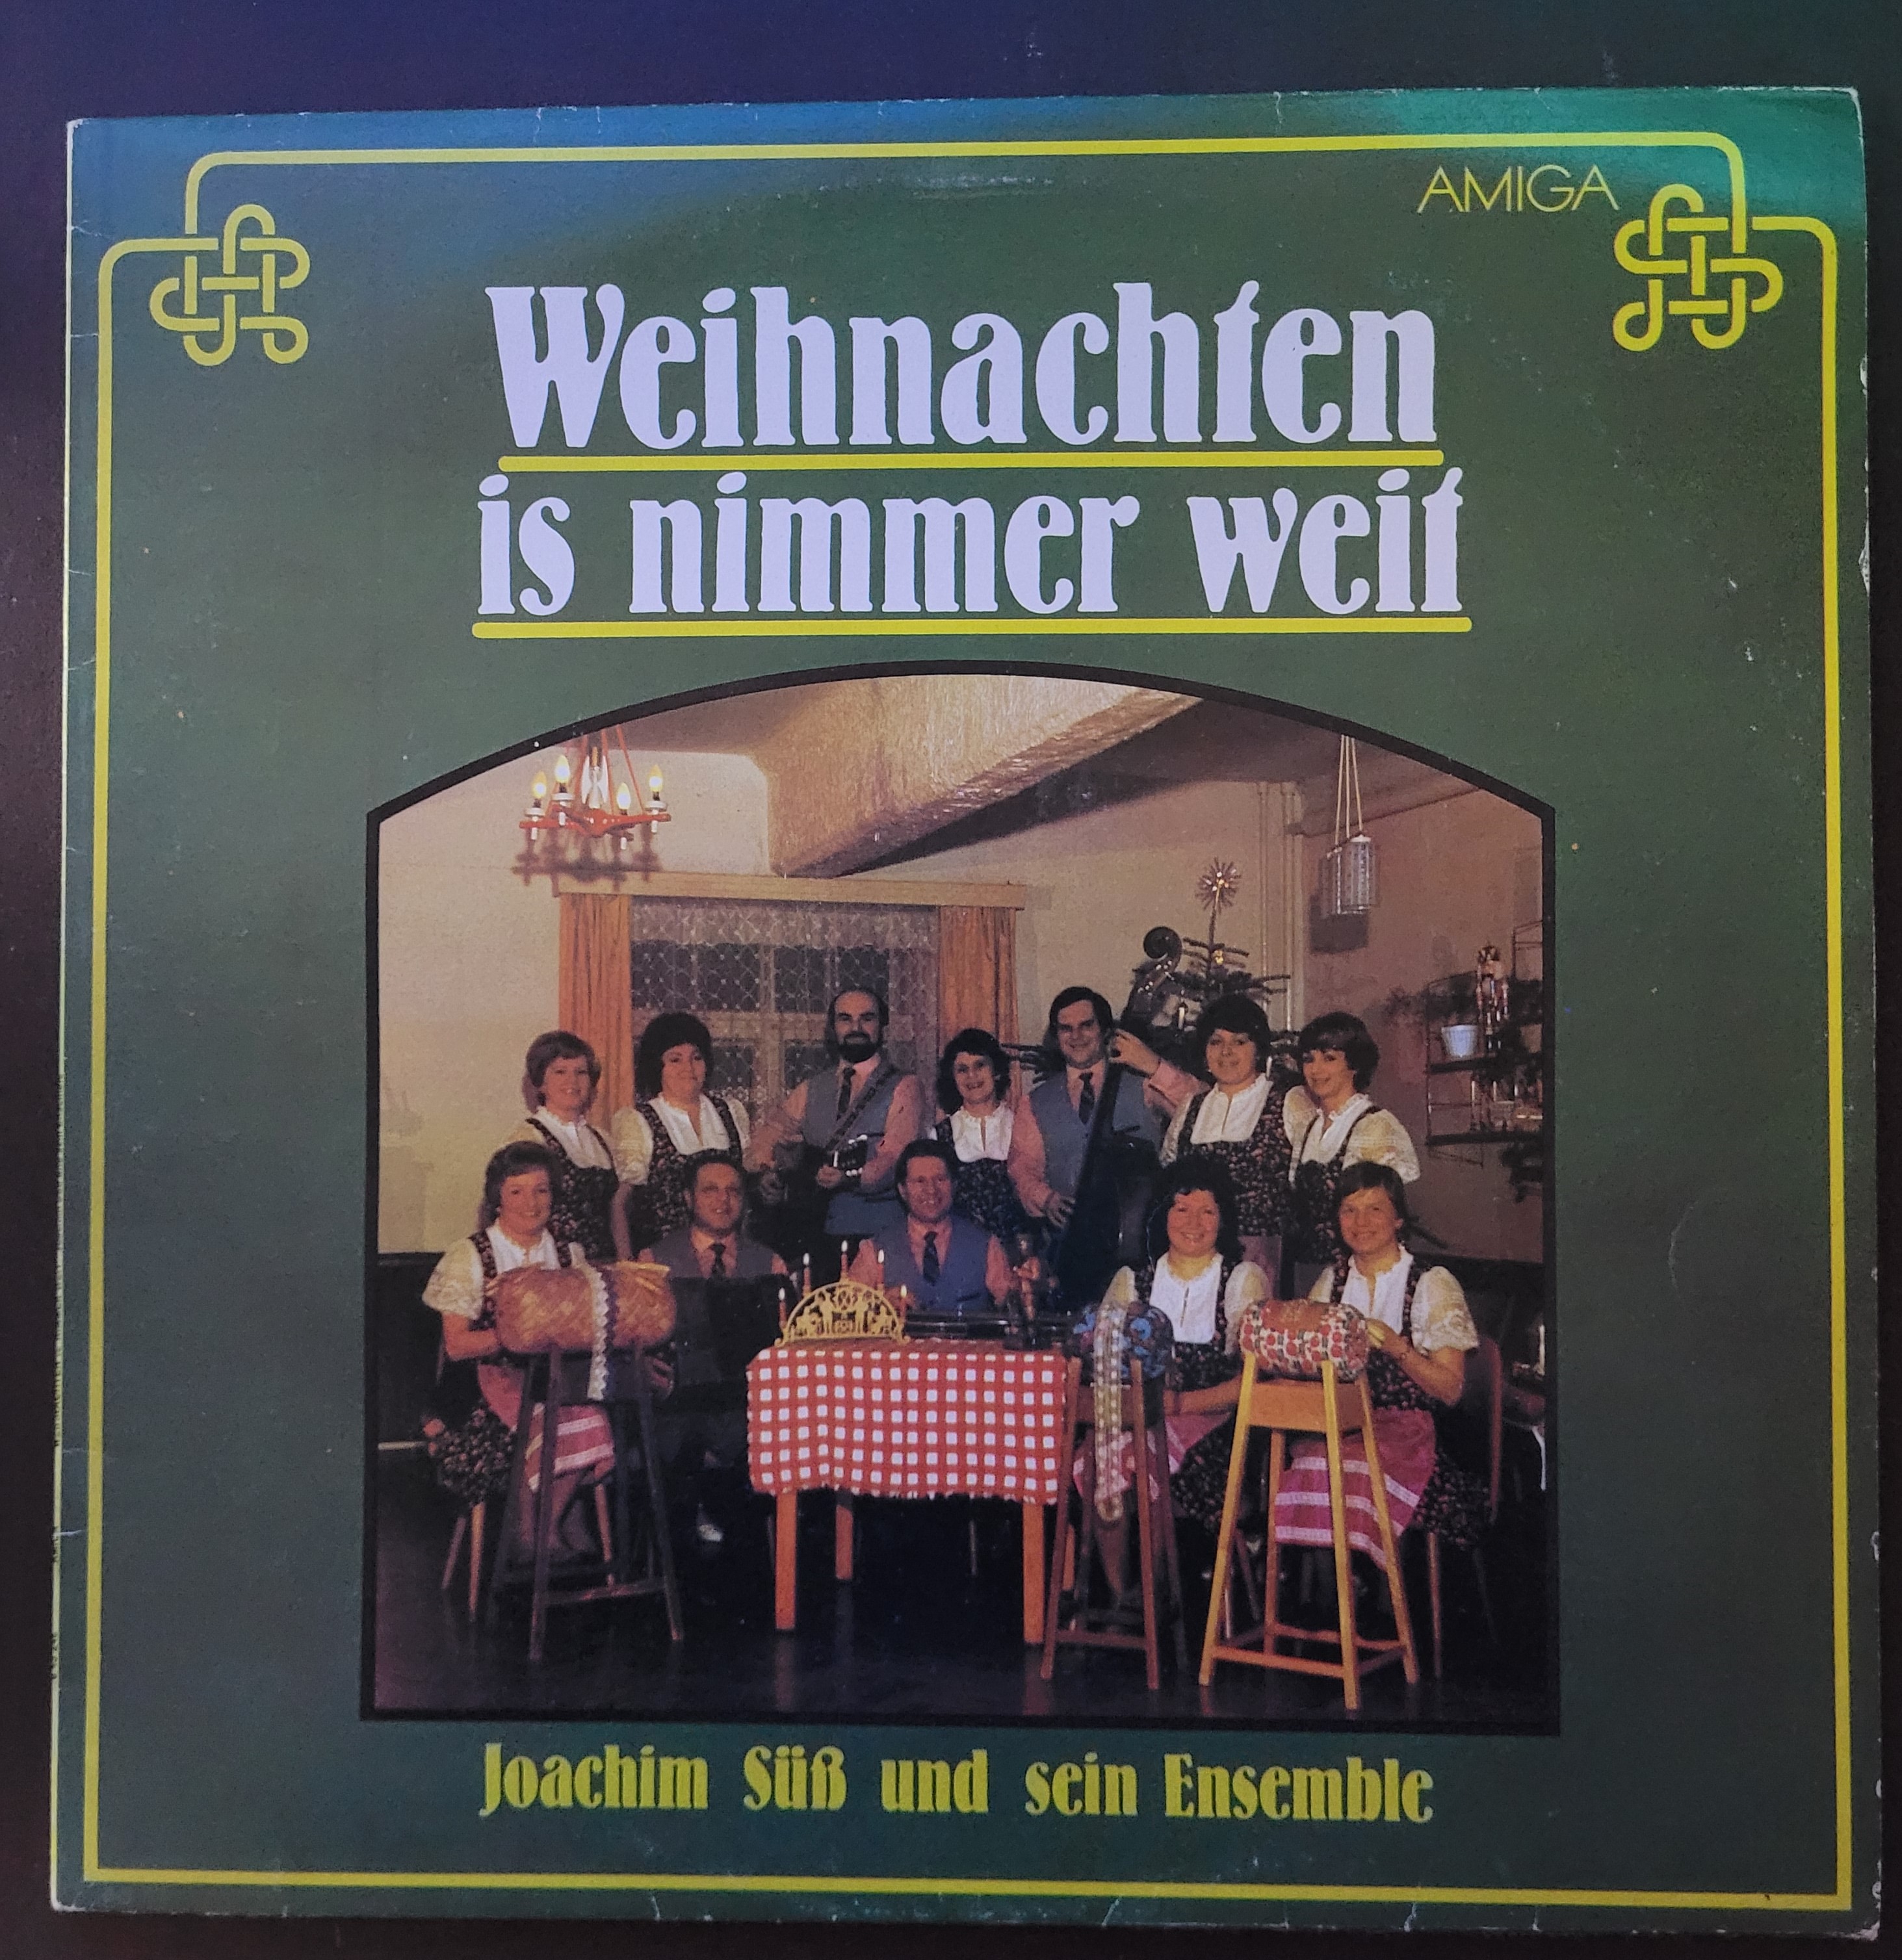 AMIGA
Weihnachten
is nimmer weit
Joachim Süß und sein Ensemble